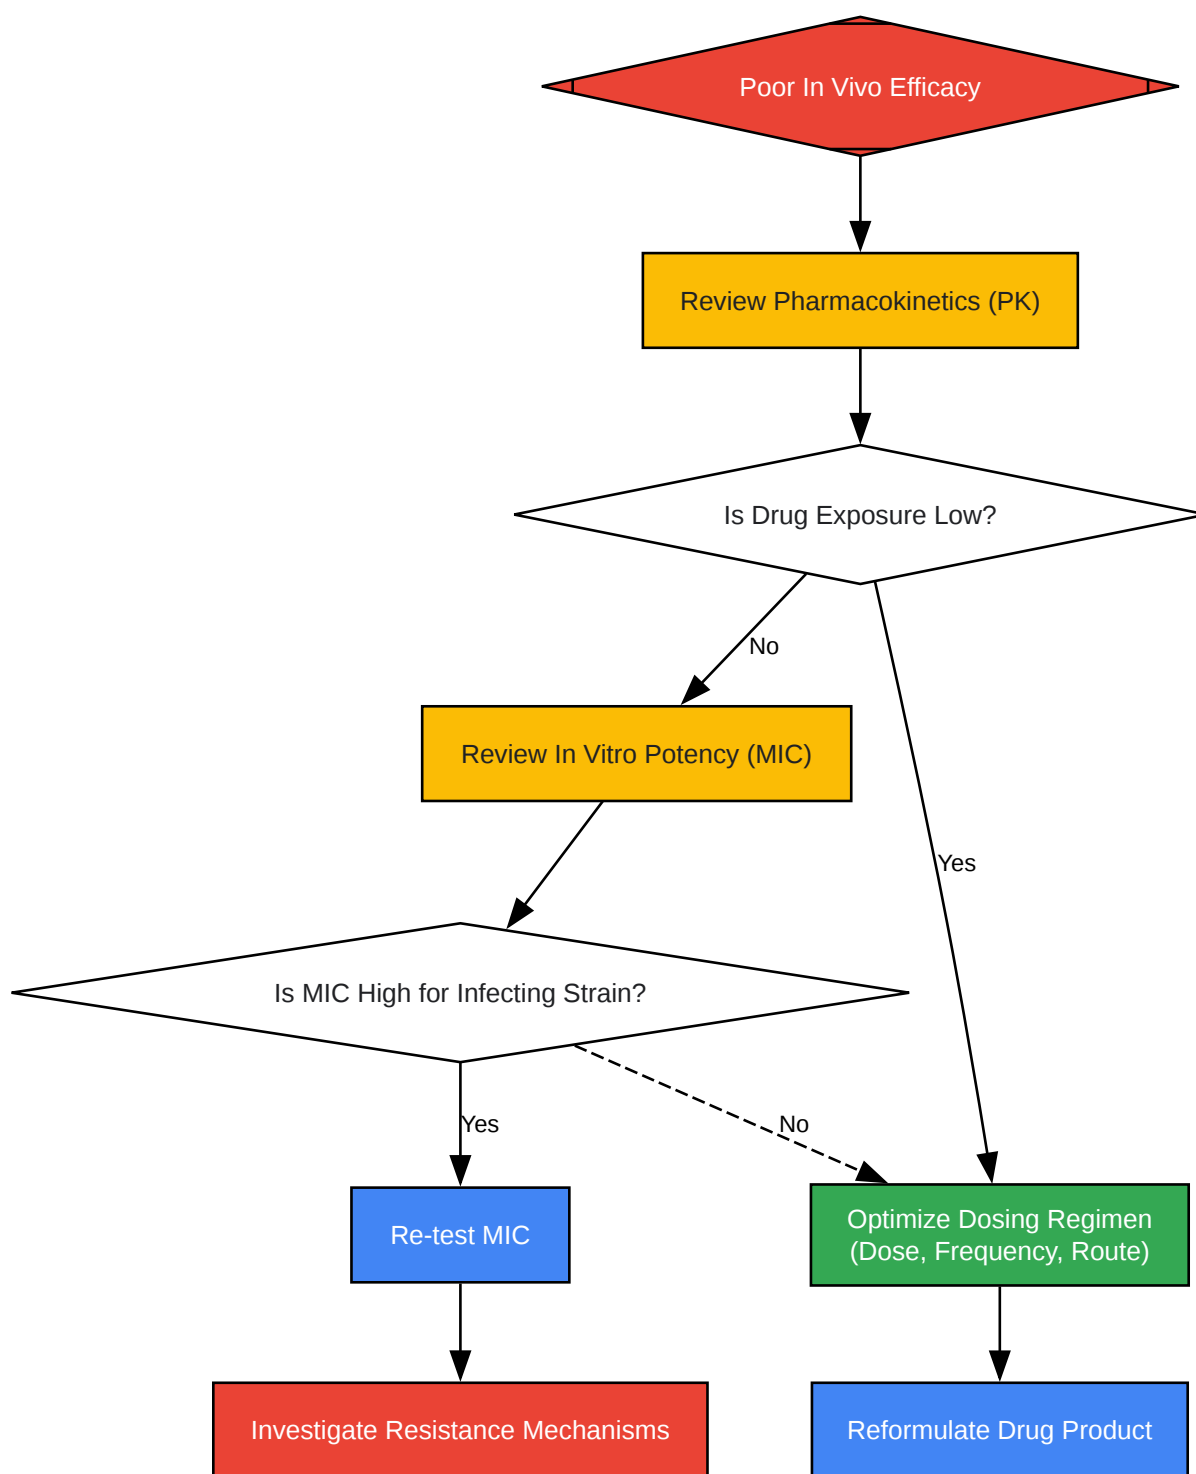 Poor In Vivo Efficacy
Review Pharmacokinetics (PK)
Is Drug Exposure Low?
No
Review In Vitro Potency (MIC)
Yes
Is MIC High for Infecting Strain?
Yes
No
Re-test MIC
Optimize Dosing Regimen
(Dose, Frequency, Route)
Investigate Resistance Mechanisms
Reformulate Drug Product